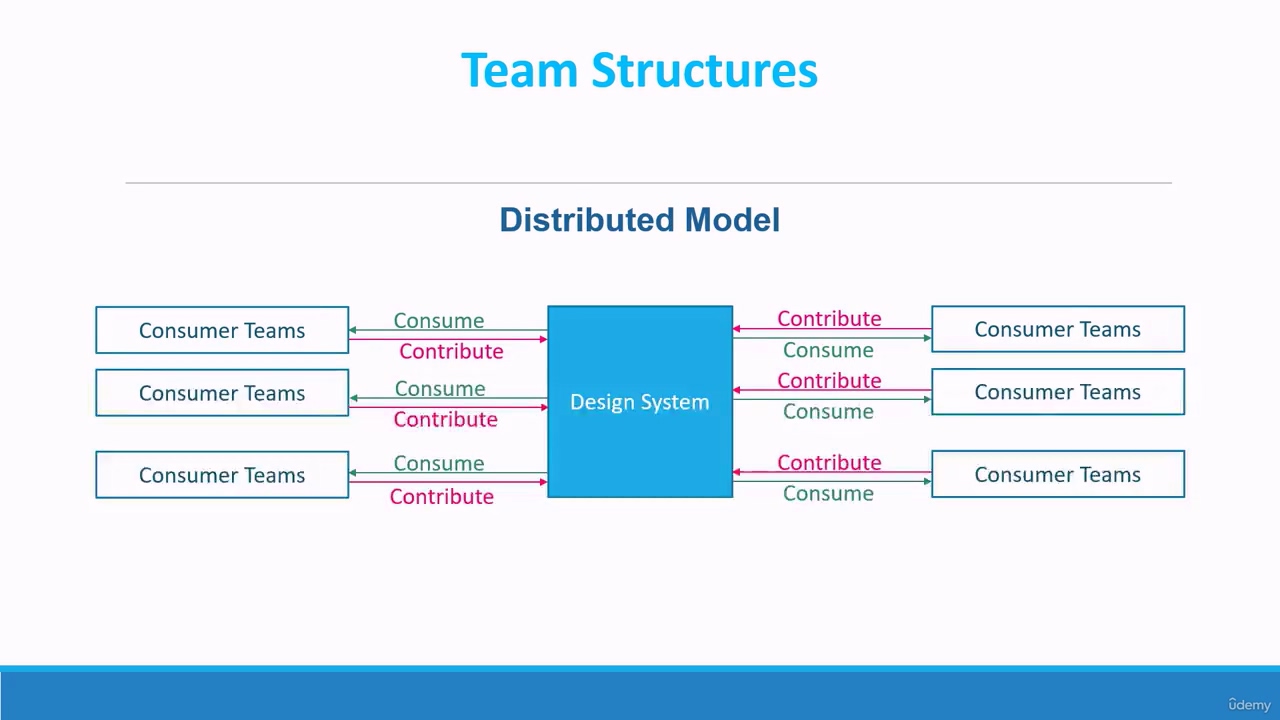 Team Structures
Distributed Model
Consumer Teams
Consume
Contribute
Consumer Teams
Consume
Contribute
Consumer Teams
Consume
Contribute
Design System
Contribute
Consume
Consumer Teams
Contribute
Consume
Consumer Teams
Contribute
Consume
Consumer Teams
ûdemy